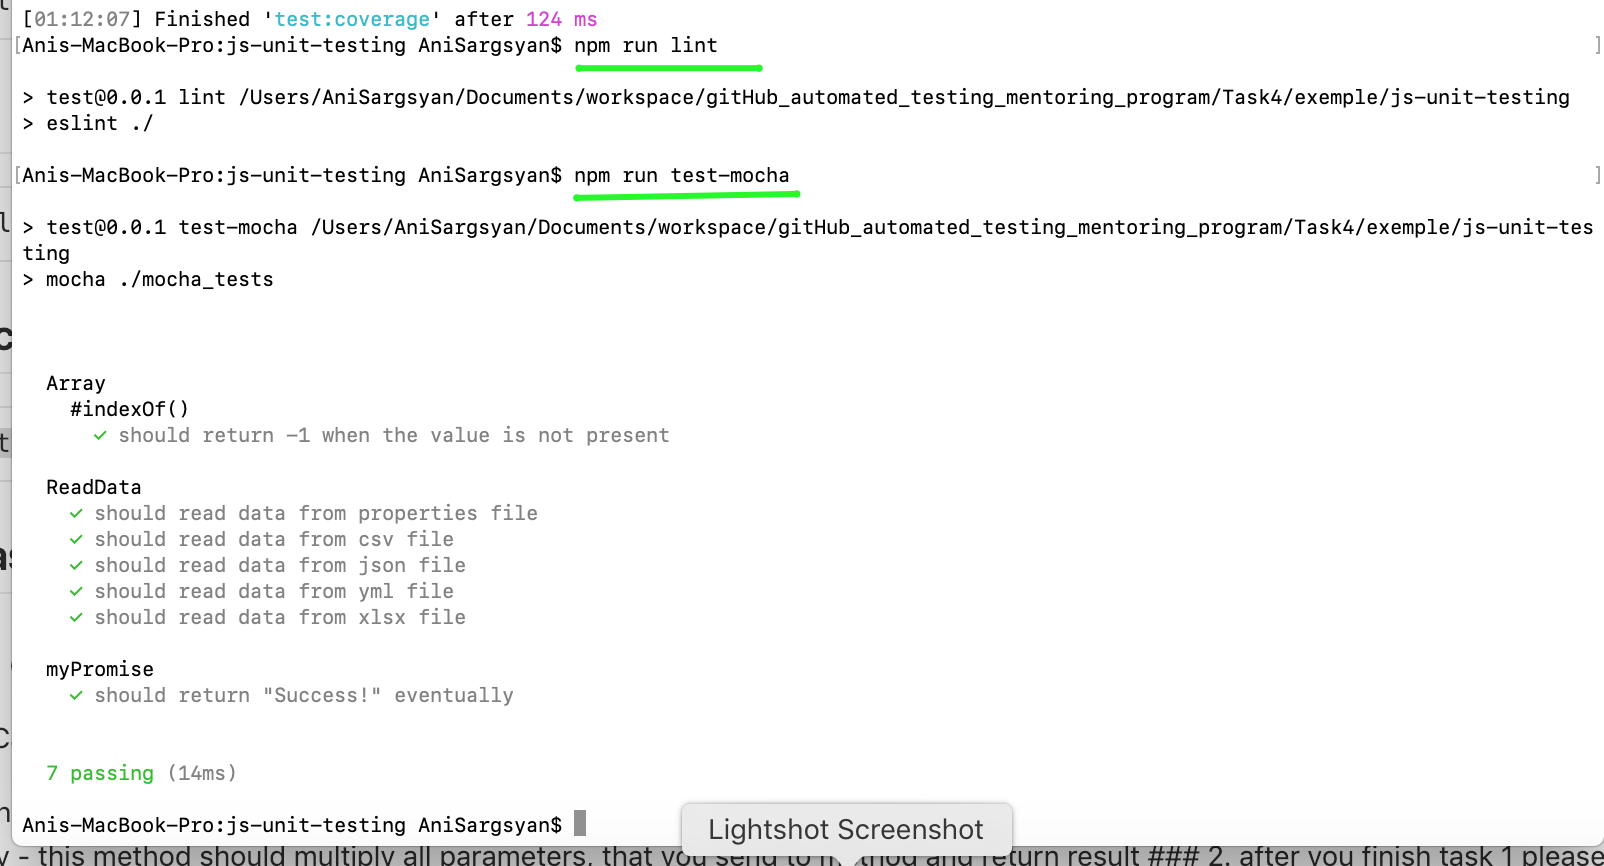 [01:12:07] Finished 'test:coverage' after 124 ms
[Anis-MacBook-Pro:js-unit-testing AniSargsyan$ npm run lint ]
> test@0.0.1 lint /Users/AniSargsyan/Documents/workspace/gitHub_automated_testing_mentoring_program/Task4/exemple/js-unit-testing
> eslint ./
[Anis-MacBook-Pro:js-unit-testing AniSargsyan$ npm run test-mocha ]
> test@0.0.1 test-mocha /Users/AniSargsyan/Documents/workspace/gitHub_automated_testing_mentoring_program/Task4/exemple/js-unit-tes
ting
> mocha ./mocha_tests
Array
#indexOf()
✓ should return -1 when the value is not present
ReadData
✓ should read data from properties file
✓ should read data from csv file
✓ should read data from json file
✓ should read data from yml file
✓ should read data from xlsx file
myPromise
✓ should return "Success!" eventually
7 passing (14ms)
Anis-MacBook-Pro:js-unit-testing AniSargsyan$
Lightshot Screenshot
- this method should multiply all parameters, that you send to method and return result ### 2. after you finish task 1 please